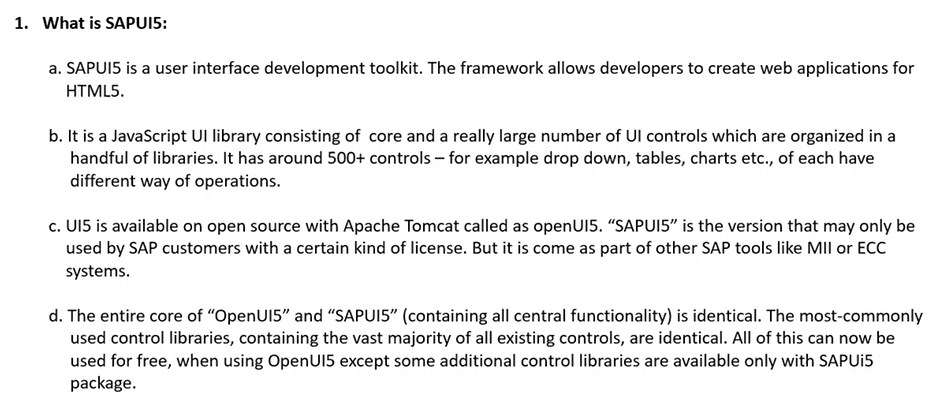 1. What is SAPUI5:
a. SAPUI5 is a user interface development toolkit. The framework allows developers to create web applications for
HTML5.
b. It is a JavaScript UI library consisting of core and a really large number of UI controls which are organized in a
handful of libraries. It has around 500+ controls – for example drop down, tables, charts etc., of each have
different way of operations.
c. UI5 is available on open source with Apache Tomcat called as openUI5. “SAPUI5” is the version that may only be
used by SAP customers with a certain kind of license. But it is come as part of other SAP tools like MII or ECC
systems.
d. The entire core of “OpenUI5” and “SAPUI5” (containing all central functionality) is identical. The most-commonly
used control libraries, containing the vast majority of all existing controls, are identical. All of this can now be
used for free, when using OpenUI5 except some additional control libraries are available only with SAPUi5
package.